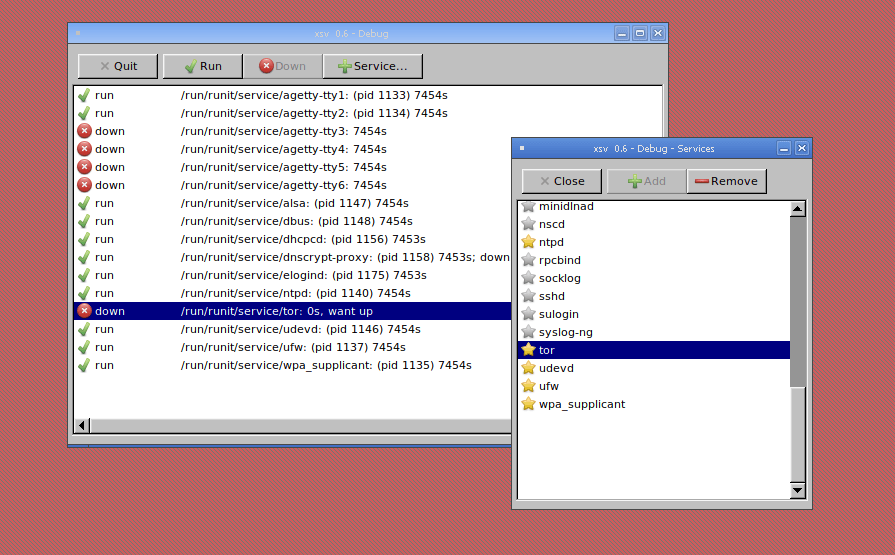 xsv 0.6 - Debug
Quit Run Down Service...
run /run/runit/service/agetty-tty1: (pid 1133) 7454s
run /run/runit/service/agetty-tty2: (pid 1134) 7454s
down /run/runit/service/agetty-tty3: 7454s
down /run/runit/service/agetty-tty4: 7454s
down /run/runit/service/agetty-tty5: 7454s
down /run/runit/service/agetty-tty6: 7454s
run /run/runit/service/alsa: (pid 1147) 7454s
run /run/runit/service/dbus: (pid 1148) 7454s
run /run/runit/service/dhcpcd: (pid 1156) 7453s
run /run/runit/service/dnscrypt-proxy: (pid 1158) 7453s; down
run /run/runit/service/elogind: (pid 1175) 7453s
run /run/runit/service/ntpd: (pid 1140) 7454s
down /run/runit/service/tor: 0s, want up
run /run/runit/service/udevd: (pid 1146) 7454s
run /run/runit/service/ufw: (pid 1137) 7454s
run /run/runit/service/wpa_supplicant: (pid 1135) 7454s
xsv 0.6 - Debug - Services
Close Add Remove
minidlnad
nscd
ntpd
rpcbind
socklog
sshd
sulogin
syslog-ng
tor
udevd
ufw
wpa_supplicant